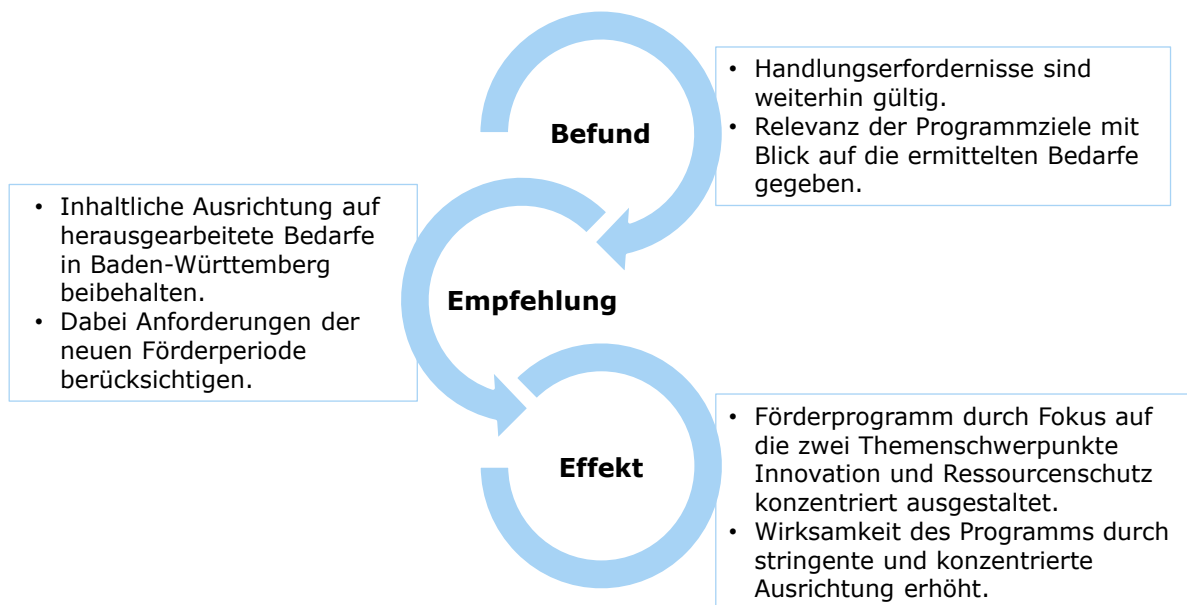 Befund
• Handlungserfordernisse sind
weiterhin gültig.
• Relevanz der Programmziele mit
Blick auf die ermittelten Bedarfe
gegeben.
• Inhaltliche Ausrichtung auf
herausgearbeitete Bedarfe
in Baden-Württemberg
beibehalten.
• Dabei Anforderungen der
neuen Förderperiode
berücksichtigen.
Empfehlung
Effekt
• Förderprogramm durch Fokus auf
die zwei Themenschwerpunkte
Innovation und Ressourcenschutz
konzentriert ausgestaltet.
• Wirksamkeit des Programms durch
stringente und konzentrierte
Ausrichtung erhöht.